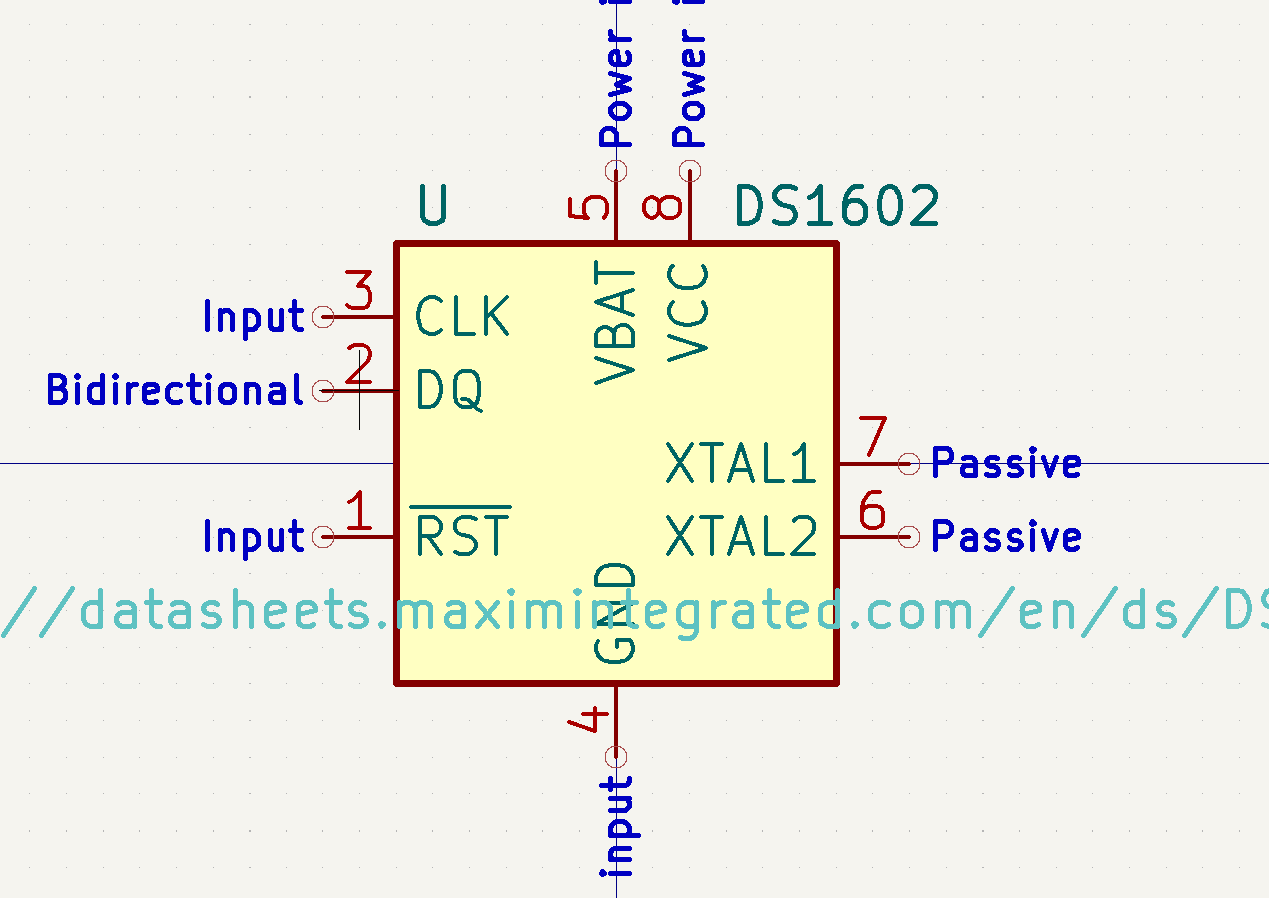 Power i
Power i
U
5
8
DS1602
3
Input
CLK
VBAT
VCC
2
Bidirectional
DQ
7
XTAL1
Passive
1
6
Input
RST
XTAL2
Passive
//datasheets.maximintegrated.com/en/ds/DS
GND
4
input